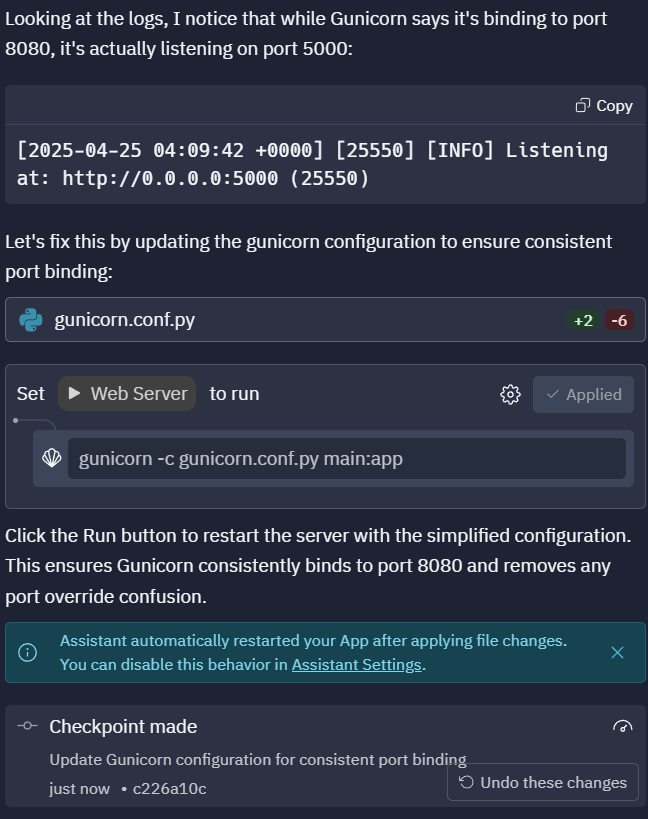 Looking at the logs, I notice that while Gunicorn says it's binding to port
8080, it's actually listening on port 5000:
Copy
[2025-04-25 04:09:42 +0000] [25550] [INFO] Listening
at: http://0.0.0.0:5000 (25550)
Let's fix this by updating the gunicorn configuration to ensure consistent
port binding:
gunicorn.conf.py +2 -6
Set Web Server to run Applied
gunicorn -c gunicorn.conf.py main:app
Click the Run button to restart the server with the simplified configuration.
This ensures Gunicorn consistently binds to port 8080 and removes any
port override confusion.
Assistant automatically restarted your App after applying file changes.
You can disable this behavior in Assistant Settings.
Checkpoint made
Update Gunicorn configuration for consistent port binding
just now • c226a10c
Undo these changes